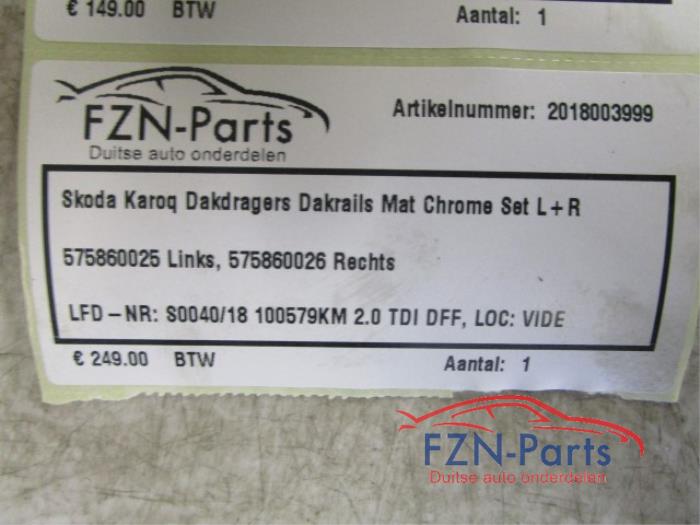 € 149.00 BTW Aantal: 1
FZN-Parts
Duitse auto onderdelen
Artikelnummer: 2018003999
Skoda Karoq Dakdragers Dakrails Mat Chrome Set L+R
575860025 Links, 575860026 Rechts
LFD-NR: S0040/18 100579KM 2.0 TDI DFF, LOC: VIDE
€ 249.00 BTW Aantal: 1
FZN-Parts
Duitse auto onderdelen